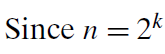 Since n = 2^k